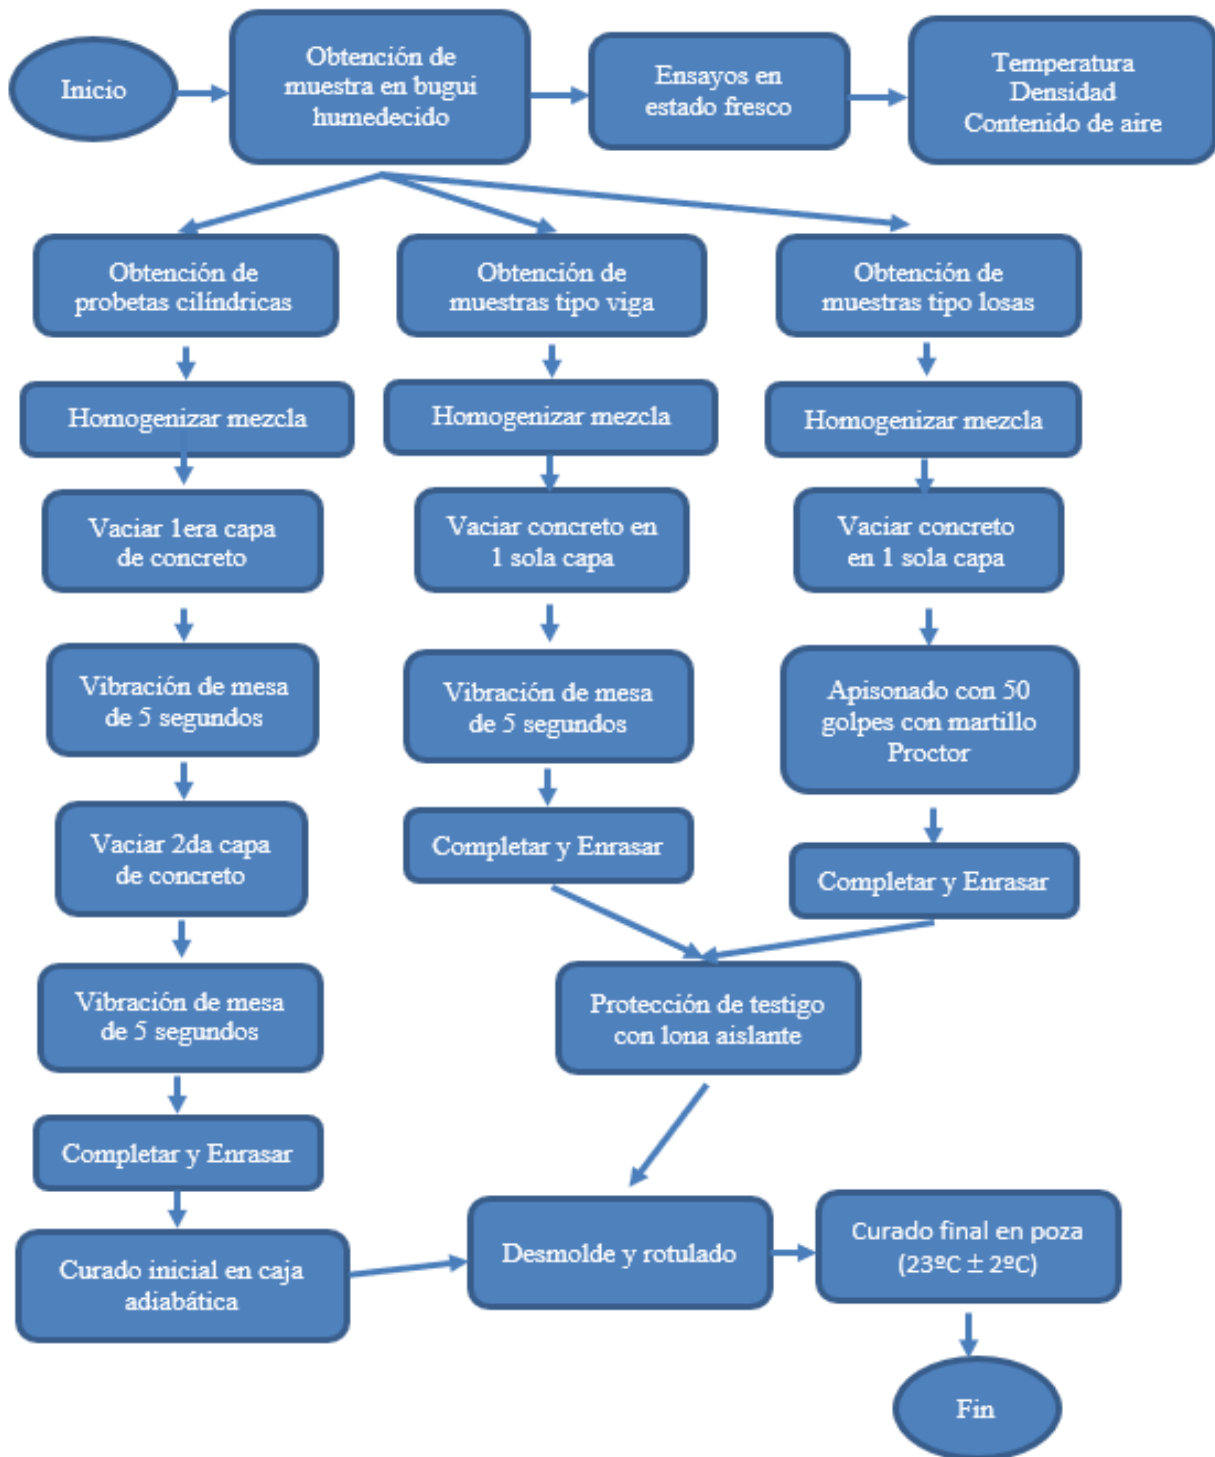 Inicio
Obtención de
muestra en bugui
humedecido
Ensayos en
estado fresco
Temperatura
Densidad
Contenido de aire
Obtención de
probetas cilíndricas
Obtención de
muestras tipo viga
Obtención de
muestras tipo losas
Homogenizar mezcla
Homogenizar mezcla
Homogenizar mezcla
Vaciar 1era capa
de concreto
Vaciar concreto en
1 sola capa
Vaciar concreto
en 1 sola capa
Vibración de mesa
de 5 segundos
Vibración de mesa
de 5 segundos
Apisonado con 50
golpes con martillo
Proctor
Vaciar 2da capa
de concreto
Completar y Enrasar
Completar y Enrasar
Vibración de mesa
de 5 segundos
Protección de testigo
con lona aislante
Completar y Enrasar
Curado inicial en caja
adiabática
Desmolde y rotulado
Curado final en poza
(23ºC ± 2ºC)
Fin